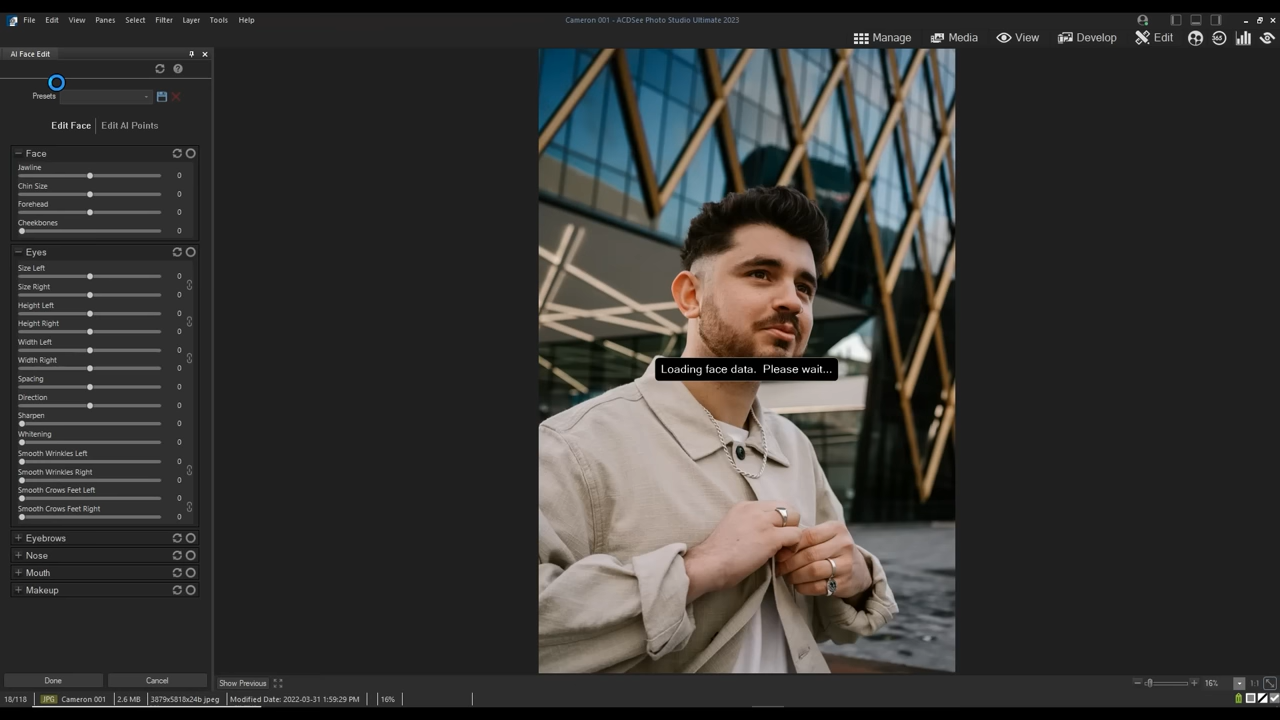 File Edit View Panes Select Filter Layer Tools Help
Cameron 001 - ACDSee Photo Studio Ultimate 2023
Manage Media View Develop Edit 365
AI Face Edit
Presets
Edit Face Edit AI Points
Face
Jawline
0
Chin Size
0
Forehead
0
Cheekbones
0
Eyes
Size Left
0
Size Right
0
Height Left
0
Height Right
0
Width Left
0
Width Right
0
Spacing
0
Direction
0
Sharpen
0
Whitening
0
Smooth Wrinkles Left
0
Smooth Wrinkles Right
0
Smooth Crows Feet Left
0
Smooth Crows Feet Right
0
Eyebrows
Nose
Mouth
Makeup
Loading face data. Please wait...
Done Cancel
Show Previous
16% 1:1
18/118 JPG Cameron 001 2.6 MB 3879x5818x24b jpeg Modified Date: 2022-03-31 1:59:29 PM 16%